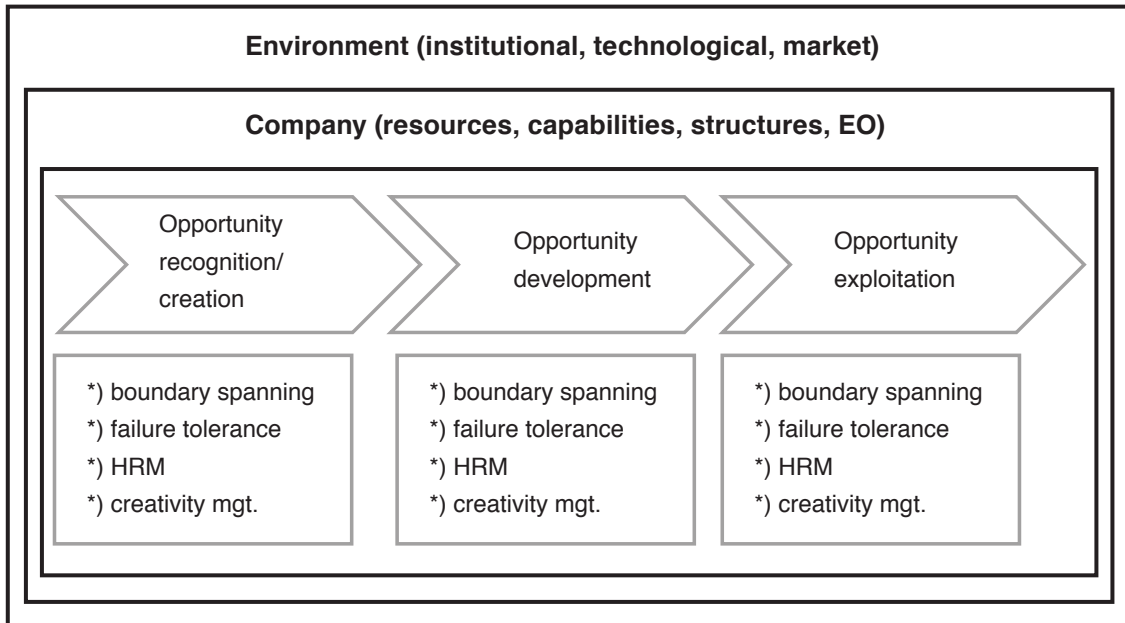 Environment (institutional, technological, market)
Company (resources, capabilities, structures, EO)
Opportunity
recognition/
creation
Opportunity
development
Opportunity
exploitation
*) boundary spanning
*) failure tolerance
*) HRM
*) creativity mgt.
*) boundary spanning
*) failure tolerance
*) HRM
*) creativity mgt.
*) boundary spanning
*) failure tolerance
*) HRM
*) creativity mgt.